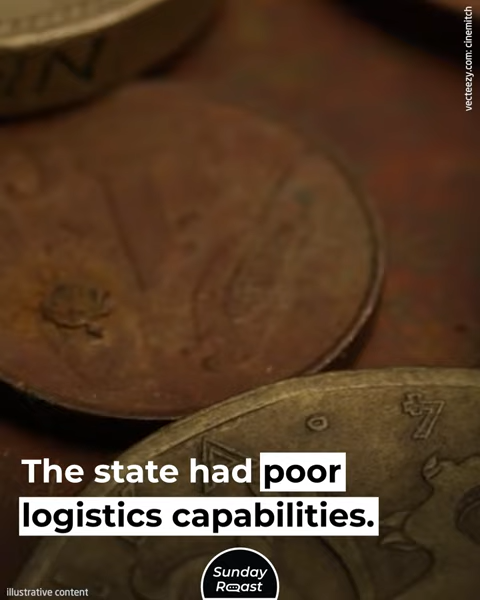 vecteezy.com: cinemitch
The state had poor
logistics capabilities.
Sunday
Roast
illustrative content